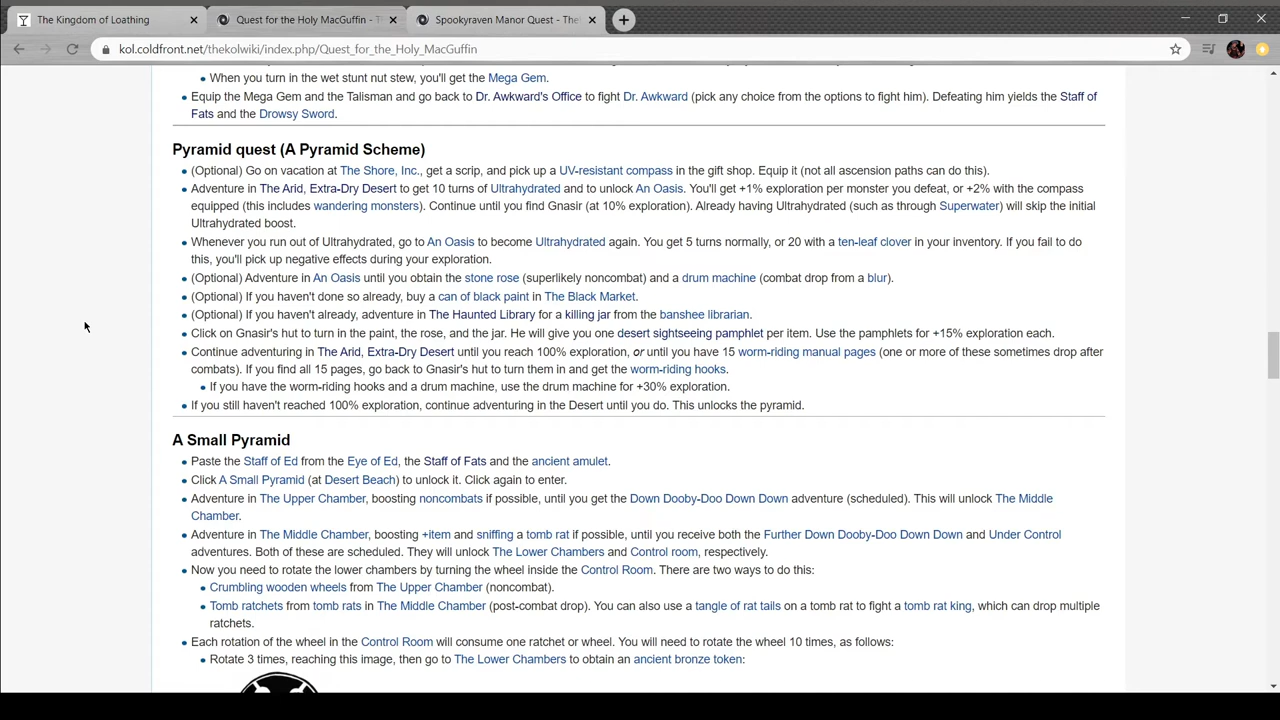 The Kingdom of Loathing
Quest for the Holy MacGuffin - T
Spookyraven Manor Quest - The
kol.coldfront.net/thekolwiki/index.php/Quest_for_the_Holy_MacGuffin
When you turn in the wet stunt nut stew, you'll get the Mega Gem.
Equip the Mega Gem and the Talisman and go back to Dr. Awkward's Office to fight Dr. Awkward (pick any choice from the options to fight him). Defeating him yields the Staff of
Fats and the Drowsy Sword.
Pyramid quest (A Pyramid Scheme)
(Optional) Go on vacation at The Shore, Inc., get a scrip, and pick up a UV-resistant compass in the gift shop. Equip it (not all ascension paths can do this).
Adventure in The Arid, Extra-Dry Desert to get 10 turns of Ultrahydrated and to unlock An Oasis. You'll get +1% exploration per monster you defeat, or +2% with the compass
equipped (this includes wandering monsters). Continue until you find Gnasir (at 10% exploration). Already having Ultrahydrated (such as through Superwater) will skip the initial
Ultrahydrated boost.
Whenever you run out of Ultrahydrated, go to An Oasis to become Ultrahydrated again. You get 5 turns normally, or 20 with a ten-leaf clover in your inventory. If you fail to do
this, you'll pick up negative effects during your exploration.
(Optional) Adventure in An Oasis until you obtain the stone rose (superlikely noncombat) and a drum machine (combat drop from a blur).
(Optional) If you haven't done so already, buy a can of black paint in The Black Market.
(Optional) If you haven't already, adventure in The Haunted Library for a killing jar from the banshee librarian.
Click on Gnasir's hut to turn in the paint, the rose, and the jar. He will give you one desert sightseeing pamphlet per item. Use the pamphlets for +15% exploration each.
Continue adventuring in The Arid, Extra-Dry Desert until you reach 100% exploration, or until you have 15 worm-riding manual pages (one or more of these sometimes drop after
combats). If you find all 15 pages, go back to Gnasir's hut to turn them in and get the worm-riding hooks.
If you have the worm-riding hooks and a drum machine, use the drum machine for +30% exploration.
If you still haven't reached 100% exploration, continue adventuring in the Desert until you do. This unlocks the pyramid.
A Small Pyramid
Paste the Staff of Ed from the Eye of Ed, the Staff of Fats and the ancient amulet.
Click A Small Pyramid (at Desert Beach) to unlock it. Click again to enter.
Adventure in The Upper Chamber, boosting noncombats if possible, until you get the Down Dooby-Doo Down Down adventure (scheduled). This will unlock The Middle
Chamber.
Adventure in The Middle Chamber, boosting +item and sniffing a tomb rat if possible, until you receive both the Further Down Dooby-Doo Down Down and Under Control
adventures. Both of these are scheduled. They will unlock The Lower Chambers and Control room, respectively.
Now you need to rotate the lower chambers by turning the wheel inside the Control Room. There are two ways to do this:
Crumbling wooden wheels from The Upper Chamber (noncombat).
Tomb ratchets from tomb rats in The Middle Chamber (post-combat drop). You can also use a tangle of rat tails on a tomb rat to fight a tomb rat king, which can drop multiple
ratchets.
Each rotation of the wheel in the Control Room will consume one ratchet or wheel. You will need to rotate the wheel 10 times, as follows:
Rotate 3 times, reaching this image, then go to The Lower Chambers to obtain an ancient bronze token: